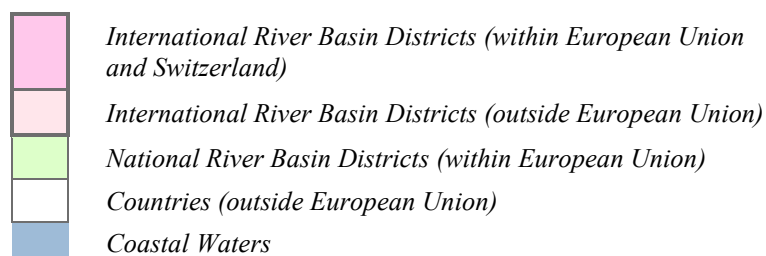 International River Basin Districts (within European Union
and Switzerland)
International River Basin Districts (outside European Union)
National River Basin Districts (within European Union)
Countries (outside European Union)
Coastal Waters